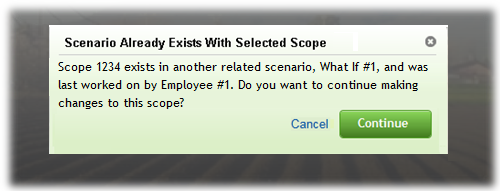 Scenario Already Exists With Selected Scope
Scope 1234 exists in another related scenario, What If #1, and was
last worked on by Employee #1. Do you want to continue making
changes to this scope?
Cancel Continue